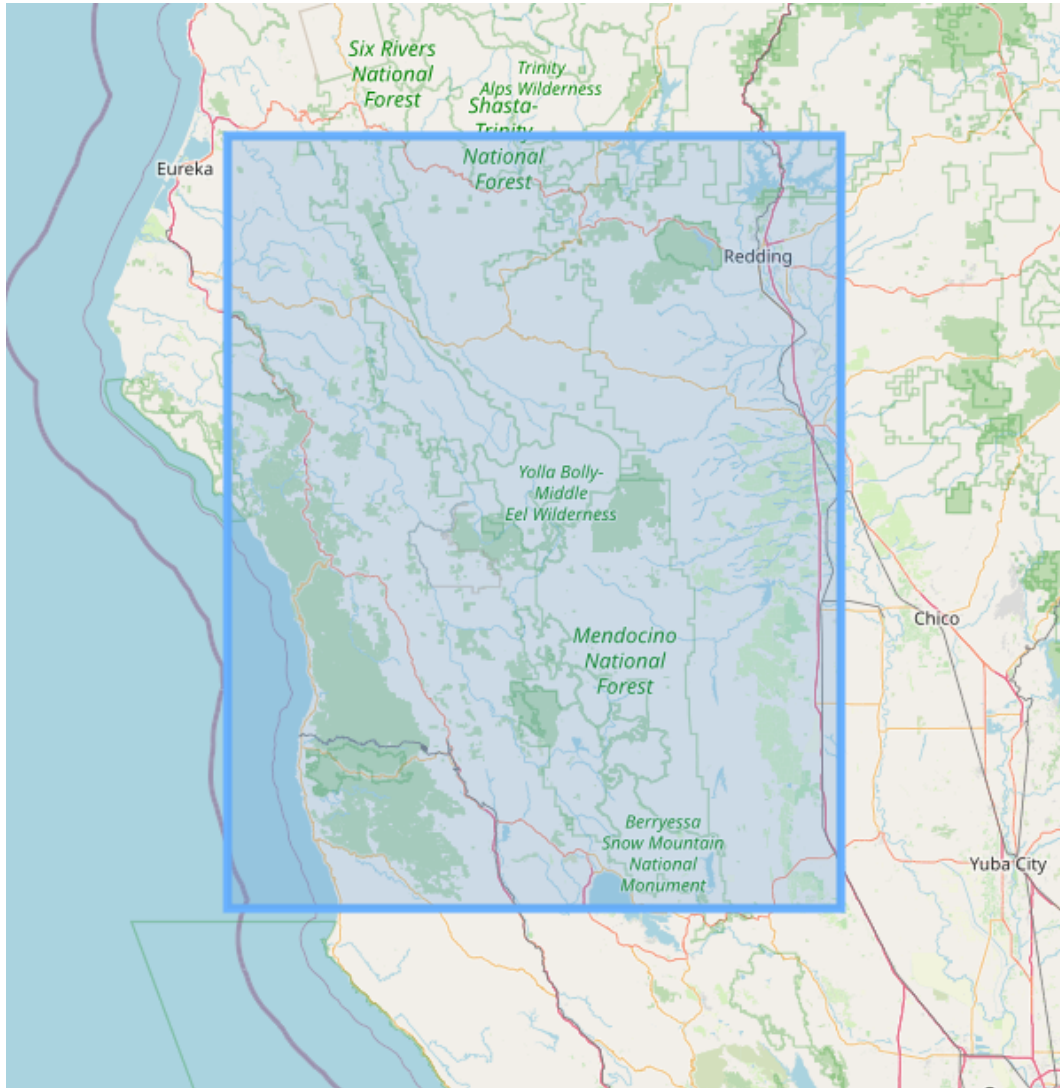 Six Rivers
National
Forest
Trinity
Alps Wilderness
Shasta-
Trinity
National
Forest
Eureka
Redding
Yolla Bolly-
Middle
Eel Wilderness
Chico
Mendocino
National
Forest
Berryessa
Snow Mountain
National
Monument
Yuba City